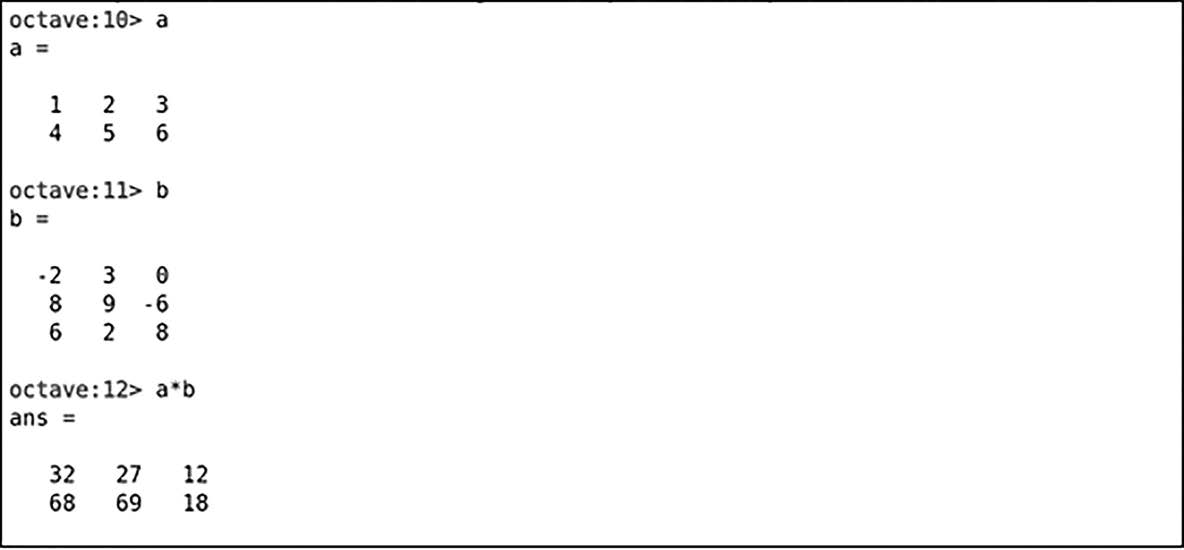 octave:10> a
a =
1 2 3
4 5 6
octave:11> b
b =
-2 3 0
8 9 -6
6 2 8
octave:12> a*b
ans =
32 27 12
68 69 18